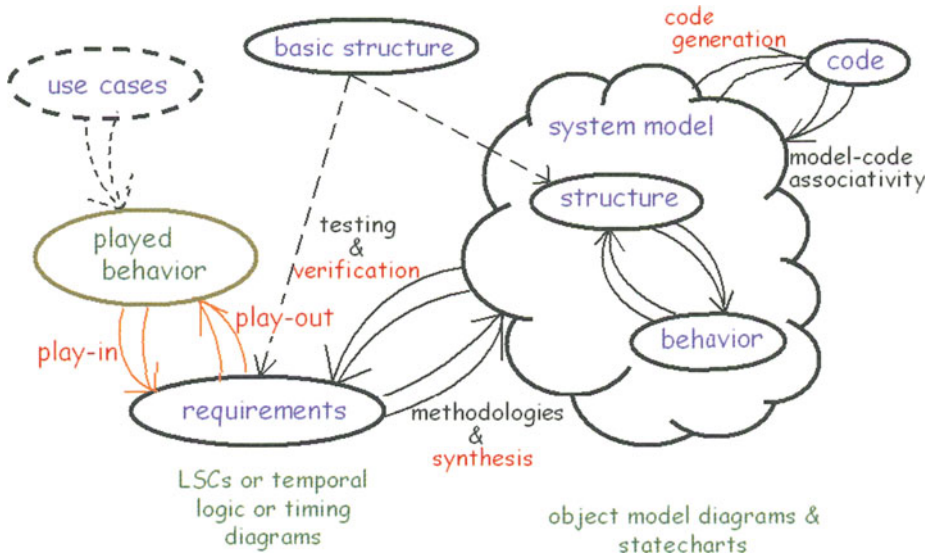 code
generation
basic structure
code
use cases
system model
model-code
associativity
structure
testing
&
verification
played
behavior
play-out
play-in
behavior
requirements
methodologies
&
synthesis
LSCs or temporal
logic or timing
diagrams
object model diagrams &
statecharts